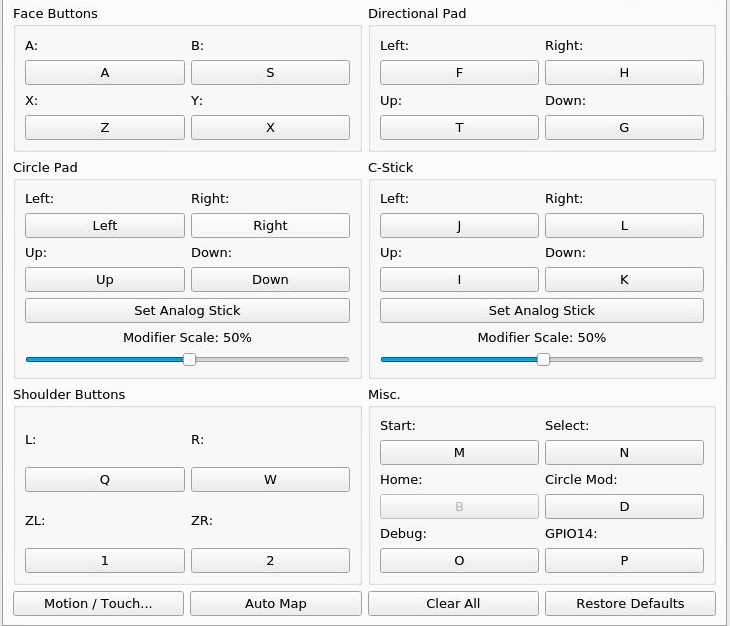 Face Buttons
A: B:
A S
X: Y:
Z X
Directional Pad
Left: Right:
F H
Up: Down:
T G
Circle Pad
Left: Right:
Left Right
Up: Down:
Up Down
Set Analog Stick
Modifier Scale: 50%
C-Stick
Left: Right:
J L
Up: Down:
I K
Set Analog Stick
Modifier Scale: 50%
Shoulder Buttons
L: R:
Q W
ZL: ZR:
1 2
Misc.
Start: Select:
M N
Home: Circle Mod:
B D
Debug: GPIO14:
O P
Motion / Touch... Auto Map Clear All Restore Defaults